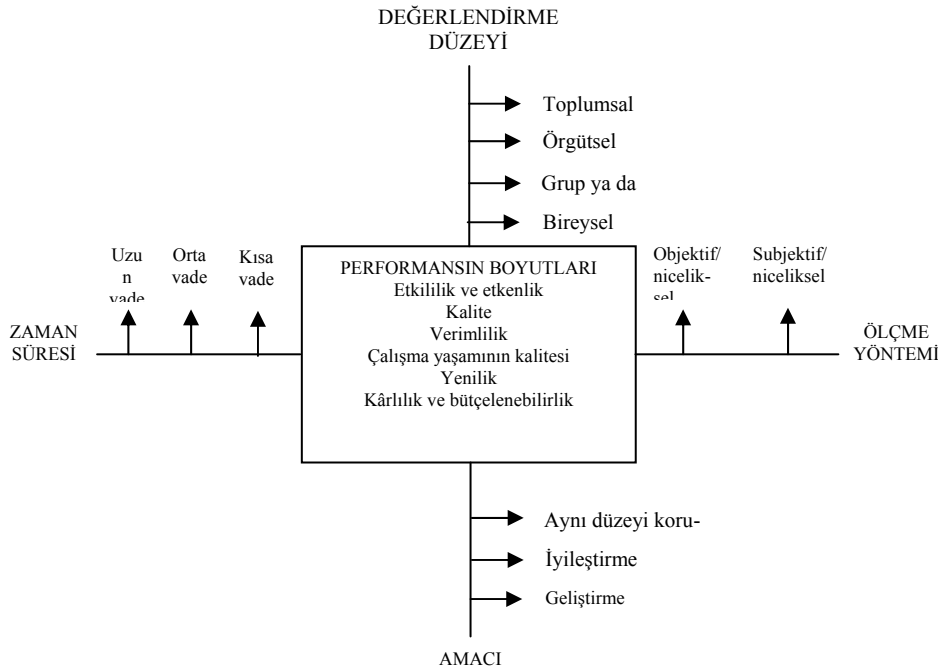 DEĞERLENDİRME
DÜZEYİ
Toplumsal
Örgütsel
Grup ya da
Bireysel
Uzu
n
vade
Orta
vade
Kısa
vade
Objektif/
nicelik-
sel
Subjektif/
niceliksel
ZAMAN
SÜRESİ
PERFORMANSIN BOYUTLARI
Etkililik ve etkenlik
Kalite
Verimlilik
Çalışma yaşamının kalitesi
Yenilik
Kârlılık ve bütçelenebilirlik
ÖLÇME
YÖNTEMİ
Aynı düzeyi koru-
İyileştirme
Geliştirme
AMACI